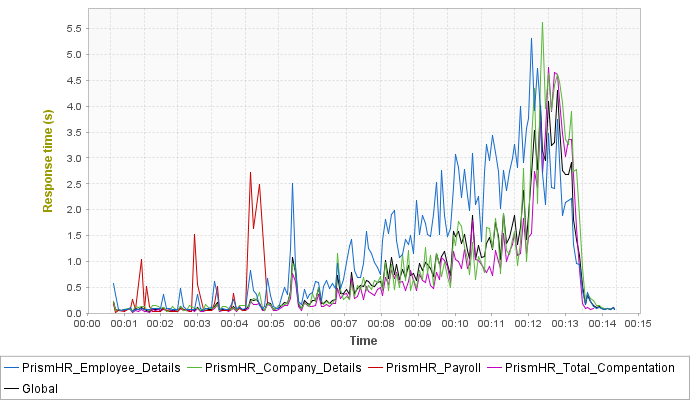 5.5
5.0
4.5
4.0
3.5
3.0
2.5
2.0
1.5
1.0
0.5
0.0
Response time (s)
00:00 00:01 00:02 00:03 00:04 00:05 00:06 00:07 00:08 00:09 00:10 00:11 00:12 00:13 00:14 00:15
Time
PrismHR_Employee_Details PrismHR_Company_Details PrismHR_Payroll PrismHR_Total_Compentation
Global